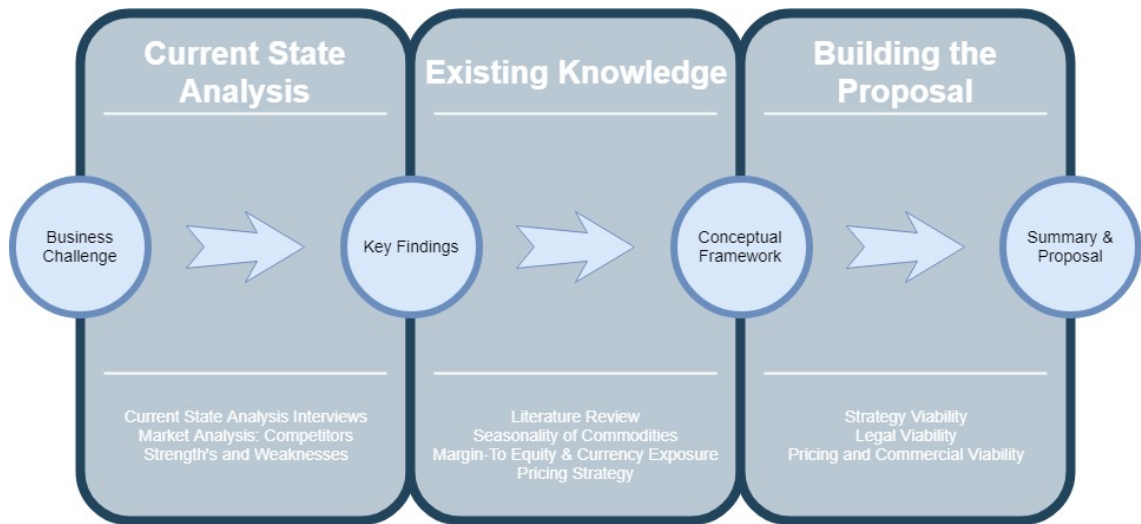 Current State
Analysis
Existing Knowledge
Building the
Proposal
Business
Challenge
Key Findings
Conceptual
Framework
Summary &
Proposal
Current State Analysis Interviews
Market Analysis: Competitors
Strength's and Weaknesses
Literature Review
Seasonality of Commodities
Margin-To Equity & Currency Exposure
Pricing Strategy
Strategy Viability
Legal Viability
Pricing and Commercial Viability